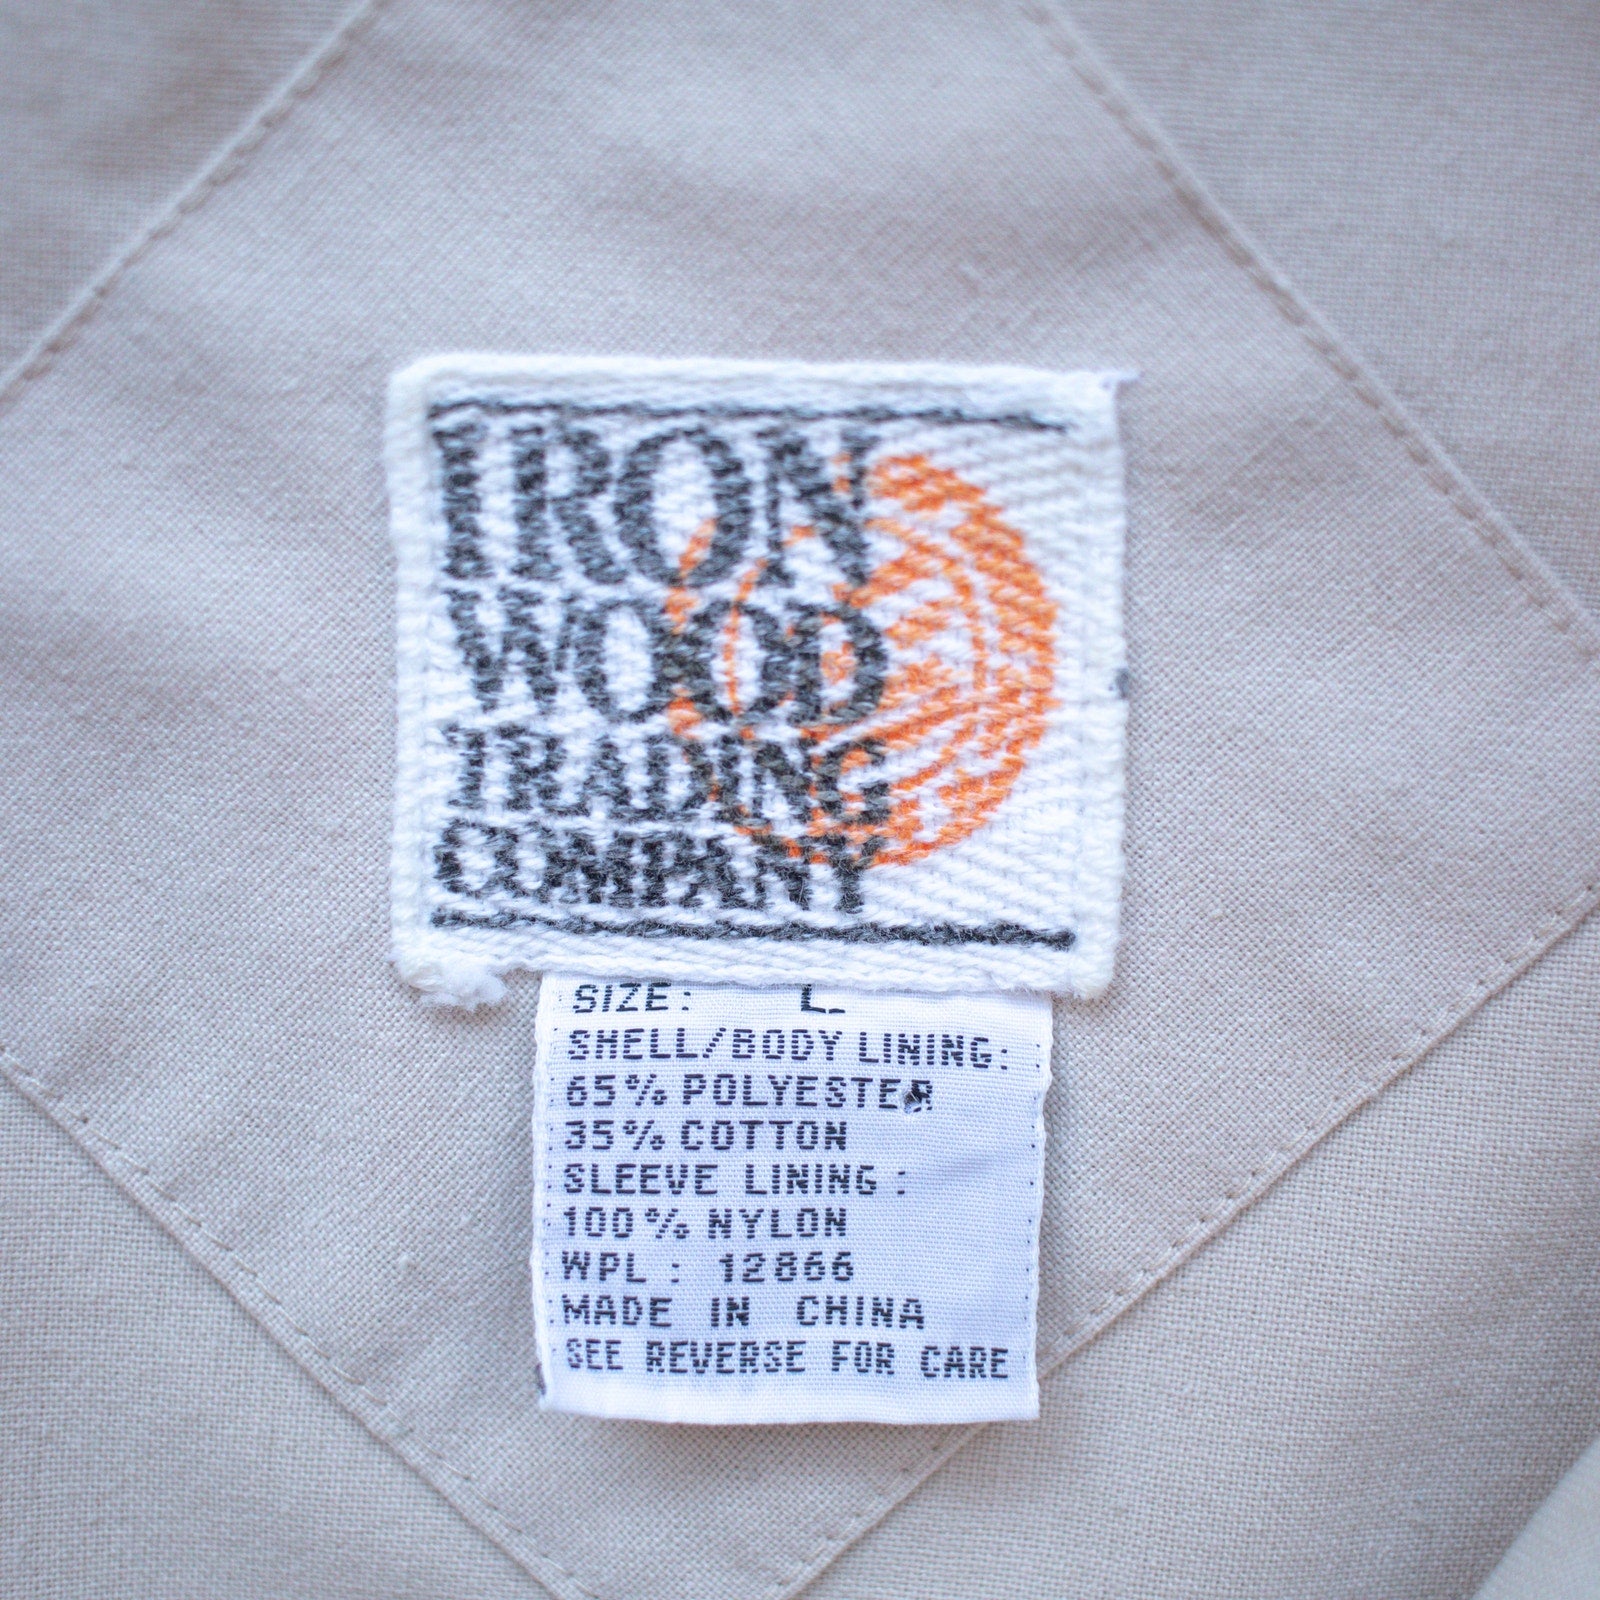 IRON
WOOD
TRADING
COMPANY
SIZE: L
SHELL/BODY LINING:
65% POLYESTER
35% COTTON
SLEEVE LINING:
100% NYLON
WPL: 12866
MADE IN CHINA
SEE REVERSE FOR CARE